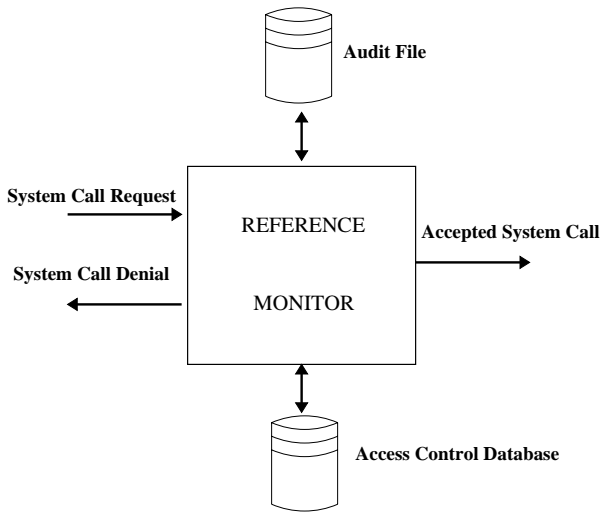 Audit File
System Call Request
REFERENCE
Accepted System Call
System Call Denial
MONITOR
Access Control Database